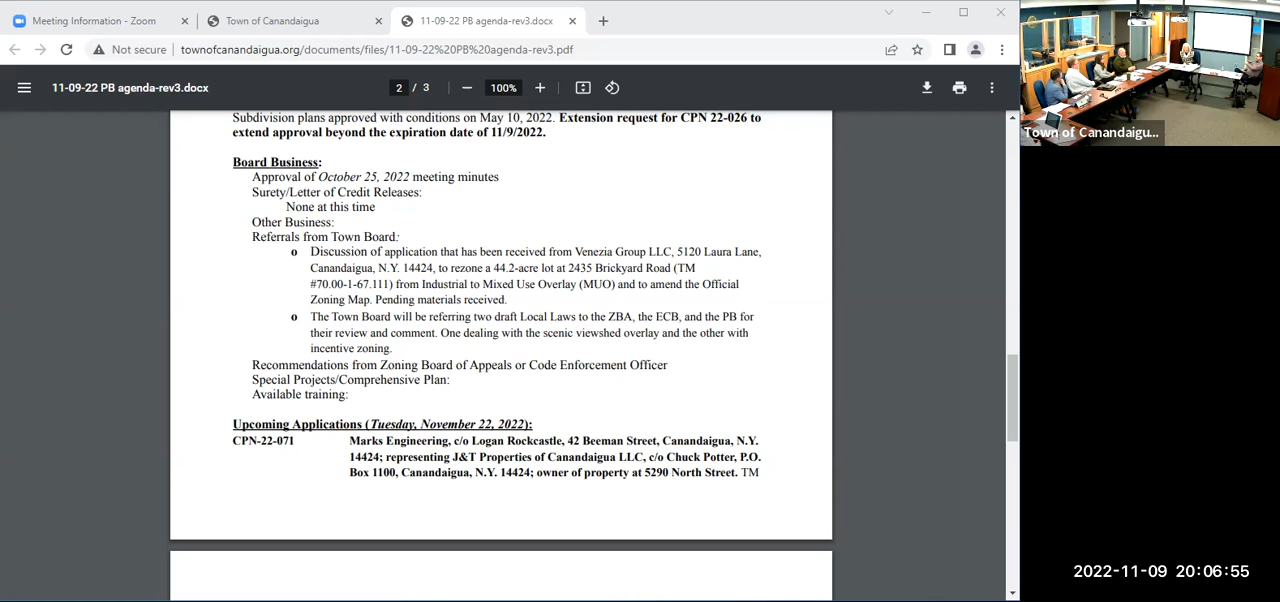 Meeting Information - Zoom
Town of Canandaigua
11-09-22 PB agenda-rev3.docx
Not secure
townofcanandaigua.org/documents/files/11-09-22%20PB%20agenda-rev3.pdf
11-09-22 PB agenda-rev3.docx
2 / 3
100%
Town of Canandaigu...
Subdivision plans approved with conditions on May 10, 2022. Extension request for CPN 22-026 to
extend approval beyond the expiration date of 11/9/2022.
Board Business:
Approval of October 25, 2022 meeting minutes
Surety/Letter of Credit Releases:
None at this time
Other Business:
Referrals from Town Board:
o Discussion of application that has been received from Venezia Group LLC, 5120 Laura Lane,
Canandaigua, N.Y. 14424, to rezone a 44.2-acre lot at 2435 Brickyard Road (TM
#70.00-1-67.111) from Industrial to Mixed Use Overlay (MUO) and to amend the Official
Zoning Map. Pending materials received.
o The Town Board will be referring two draft Local Laws to the ZBA, the ECB, and the PB for
their review and comment. One dealing with the scenic viewshed overlay and the other with
incentive zoning.
Recommendations from Zoning Board of Appeals or Code Enforcement Officer
Special Projects/Comprehensive Plan:
Available training:
Upcoming Applications (Tuesday, November 22, 2022):
CPN-22-071 Marks Engineering, c/o Logan Rockcastle, 42 Beeman Street, Canandaigua, N.Y.
14424; representing J&T Properties of Canandaigua LLC, c/o Chuck Potter, P.O.
Box 1100, Canandaigua, N.Y. 14424; owner of property at 5290 North Street. TM
2022-11-09 20:06:55